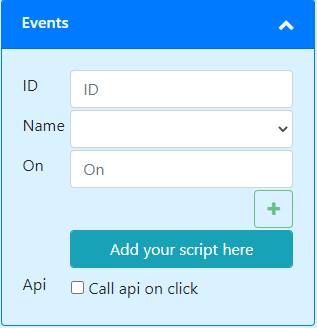 Events
ID ID
Name
On On
+
Add your script here
Api Call api on click